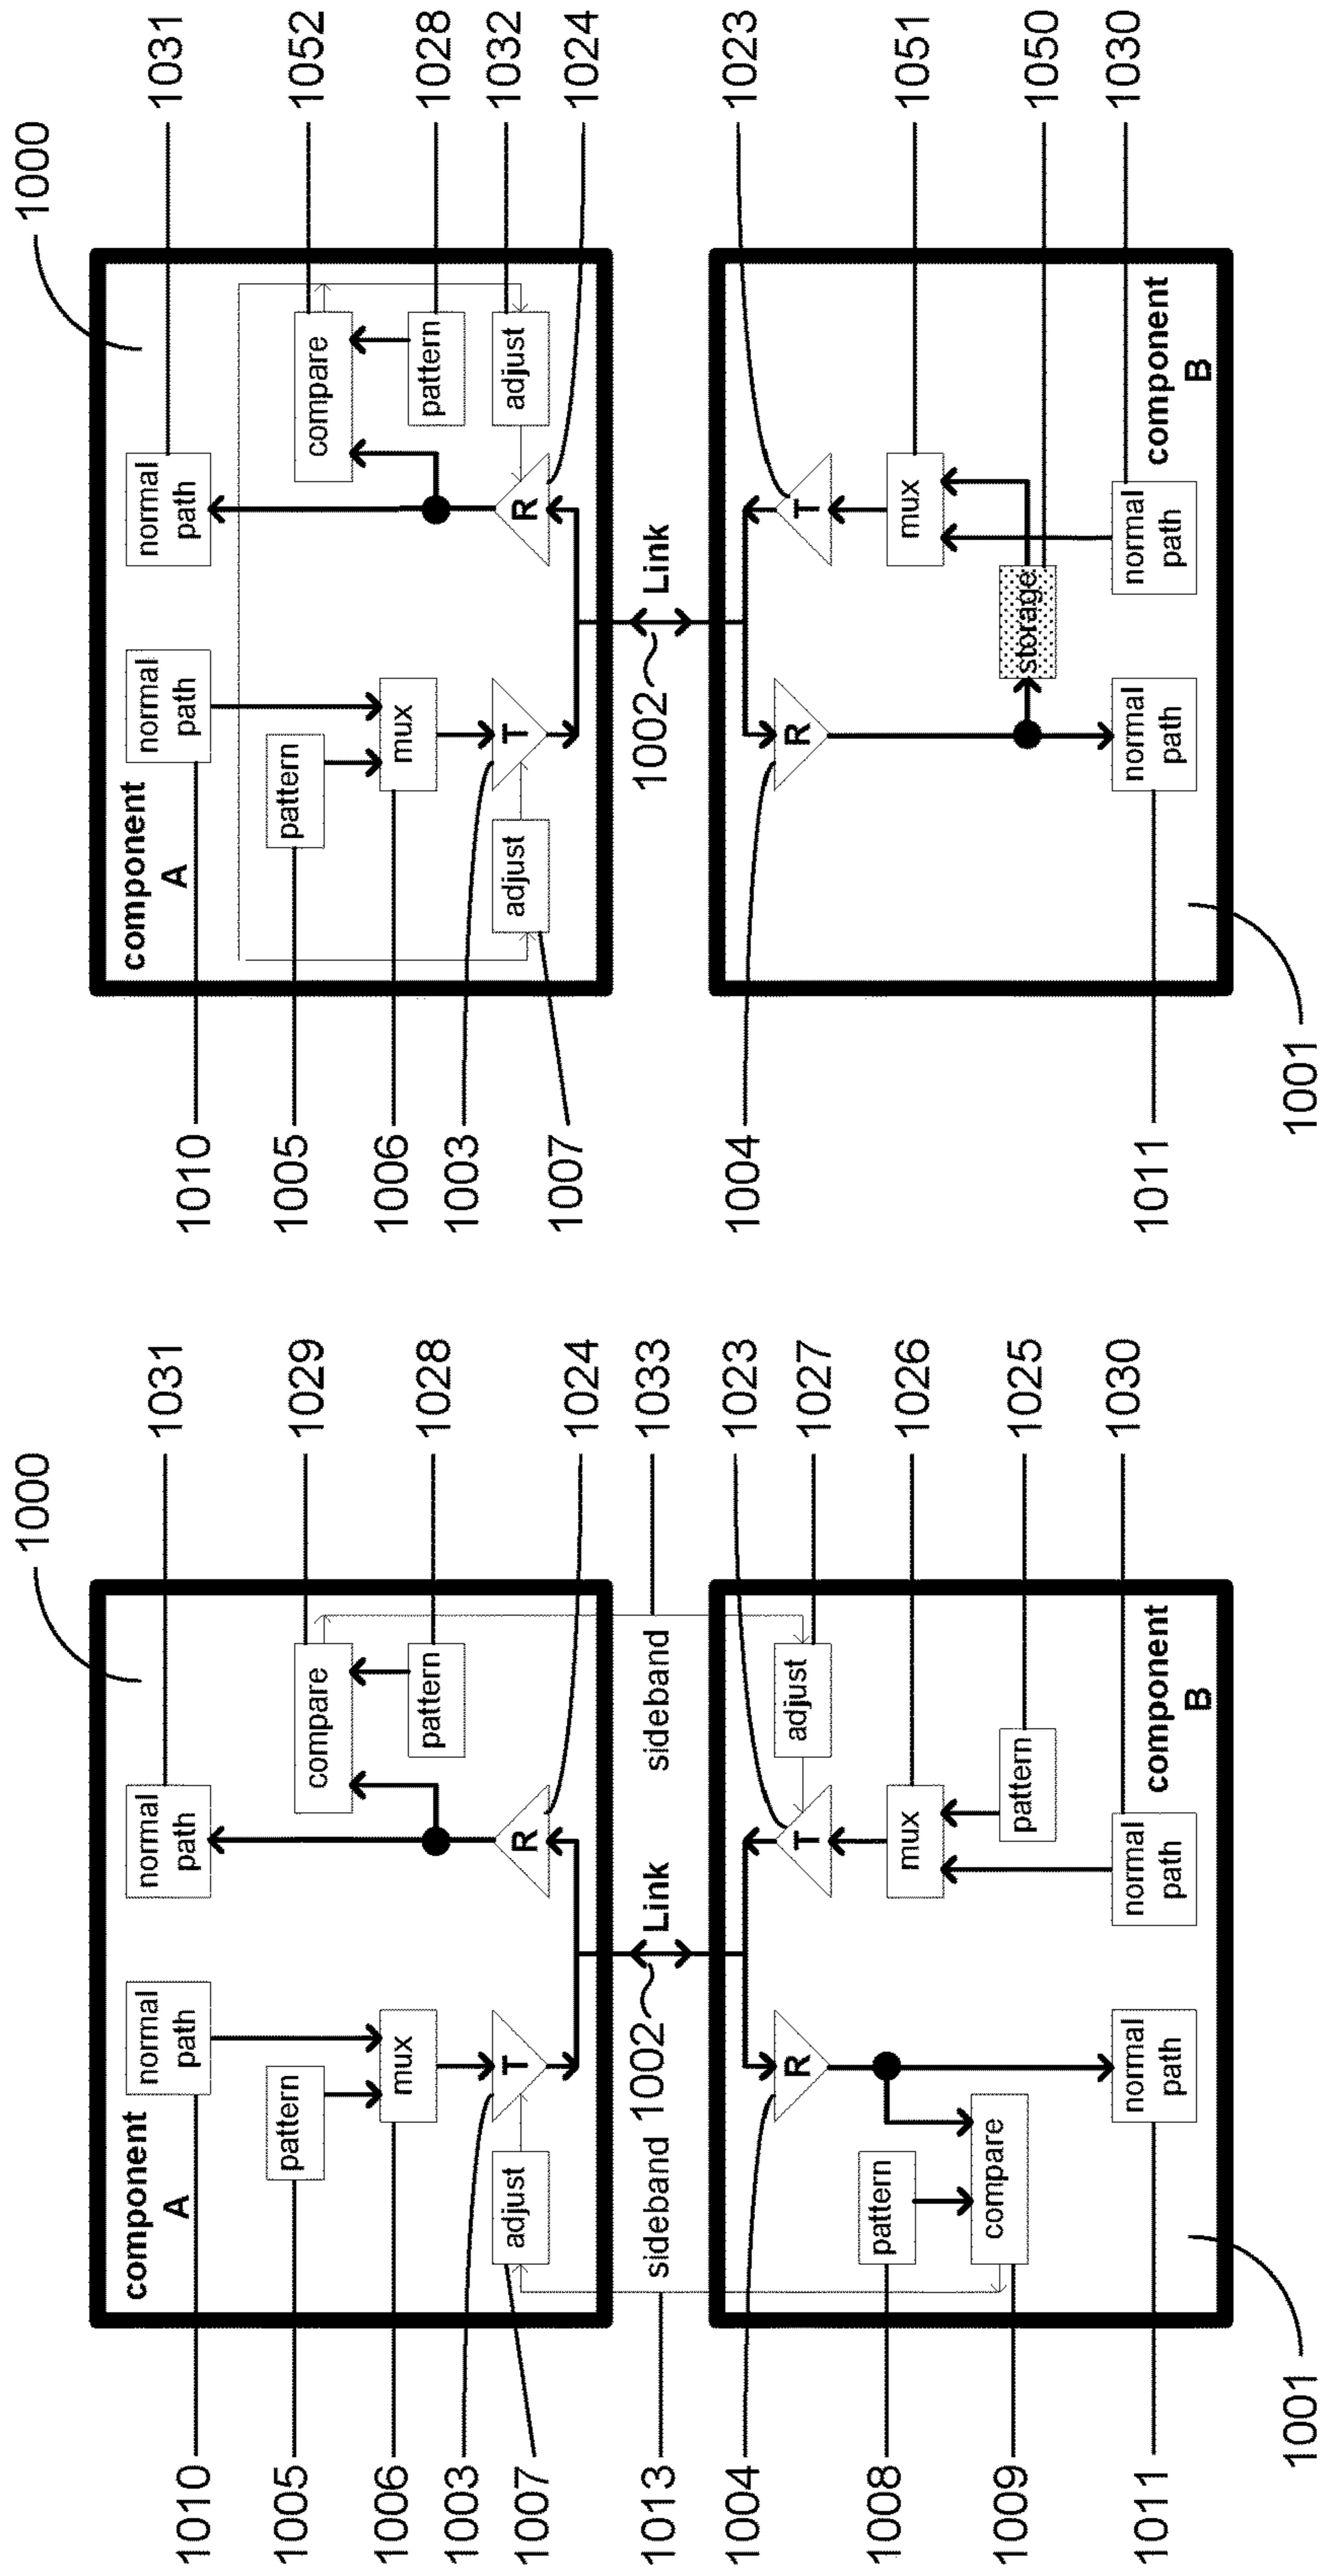 1000
1010
1005
1006
1003
1007
1013
1004
1008
1009
1011
component
A
normal
path
normal
path
pattern
compare
mux
pattern
adjust
T
R
sideband
1002
Link
sideband
R
T
adjust
pattern
mux
compare
pattern
normal
path
normal
path
component
B
1031
1029
1028
1024
1033
1023
1027
1026
1025
1030
1001
1000
1010
1005
1006
1003
1007
1004
1011
component
A
normal
path
normal
path
pattern
compare
mux
pattern
adjust
T
R
adjust
1002
Link
R
T
mux
storage
normal
path
normal
path
component
B
1031
1052
1028
1032
1024
1023
1051
1050
1030
1001